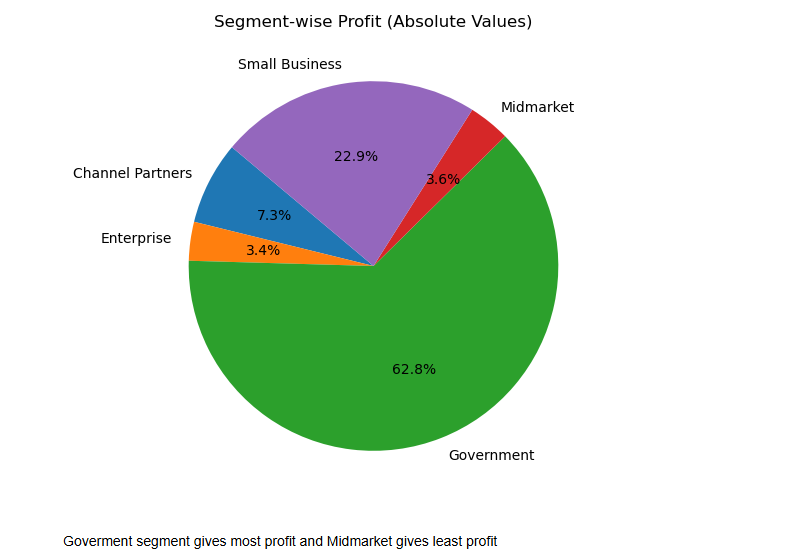 Segment-wise Profit (Absolute Values)
Small Business
Midmarket
22.9%
3.6%
Channel Partners
7.3%
Enterprise
3.4%
62.8%
Government
Goverment segment gives most profit and Midmarket gives least profit